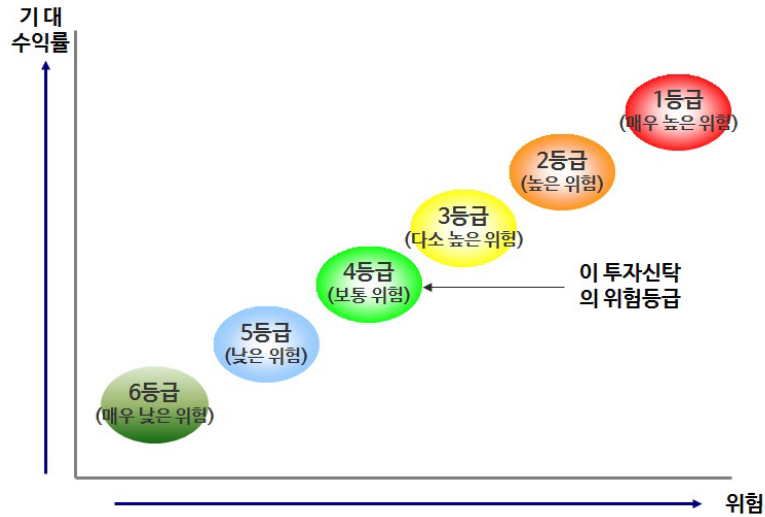 기 대
수익률
1등급
(매우 높은 위험)
2등급
(높은 위험)
3등급
(다소 높은 위험)
4등급
(보통 위험)
이 투자신탁
의 위험등급
5등급
(낮은 위험)
6등급
(매우 낮은 위험)
위험